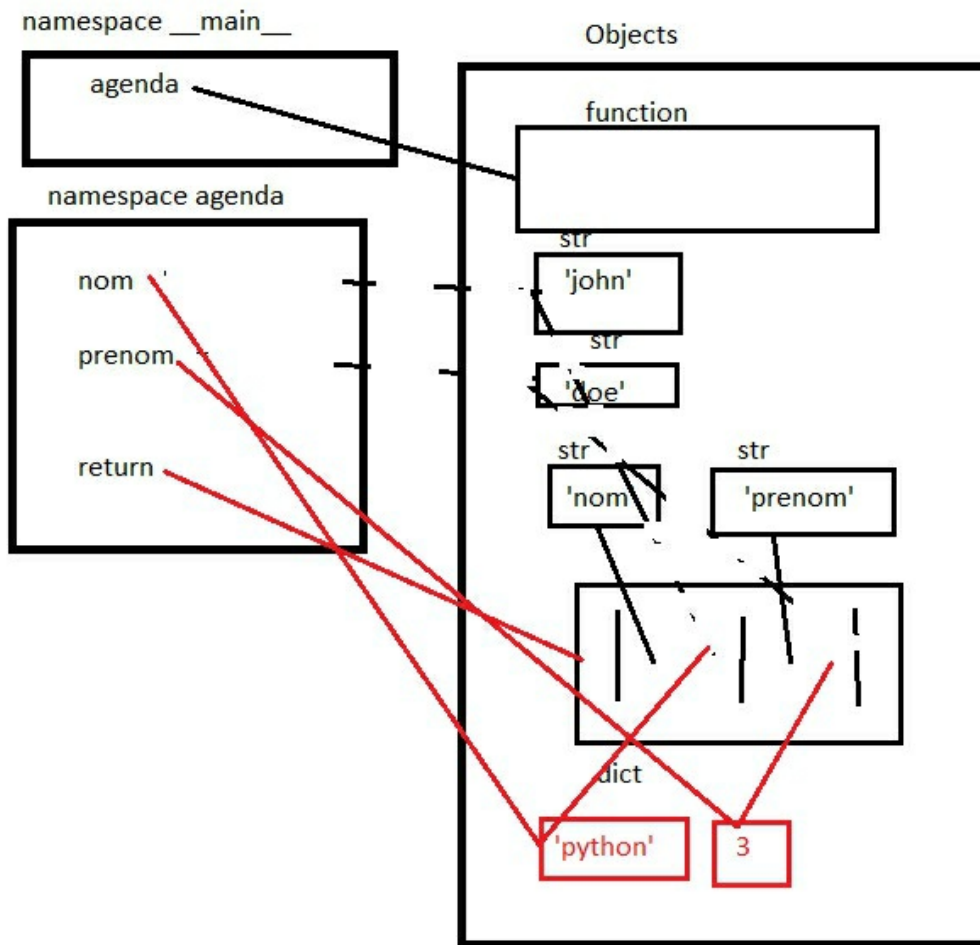 namespace __main__
agenda
namespace agenda
nom
prenom
return
Objects
function
str
'john'
str
'doe'
str
'nom'
str
'prenom'
dict
'python'
3